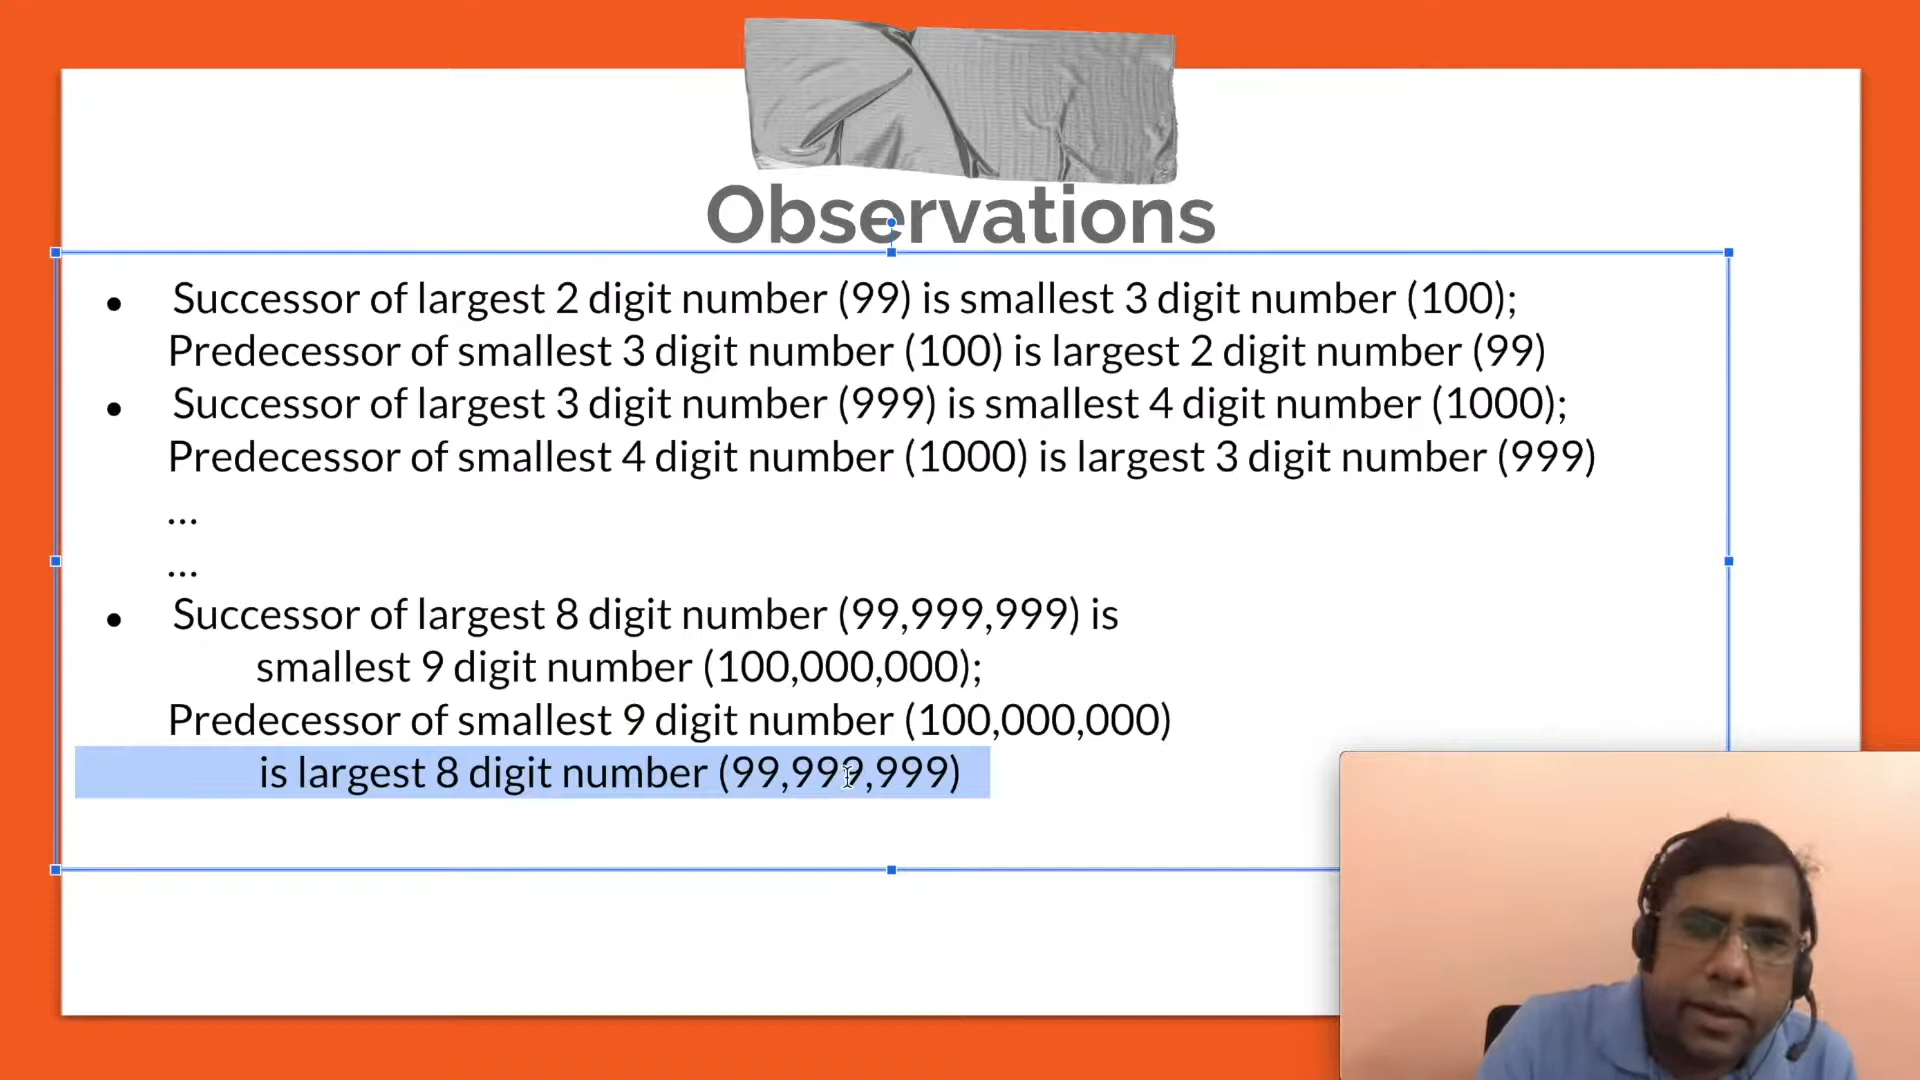 Observations
• Successor of largest 2 digit number (99) is smallest 3 digit number (100);
Predecessor of smallest 3 digit number (100) is largest 2 digit number (99)
• Successor of largest 3 digit number (999) is smallest 4 digit number (1000);
Predecessor of smallest 4 digit number (1000) is largest 3 digit number (999)
...
...
• Successor of largest 8 digit number (99,999,999) is
smallest 9 digit number (100,000,000);
Predecessor of smallest 9 digit number (100,000,000)
is largest 8 digit number (99,999,999)